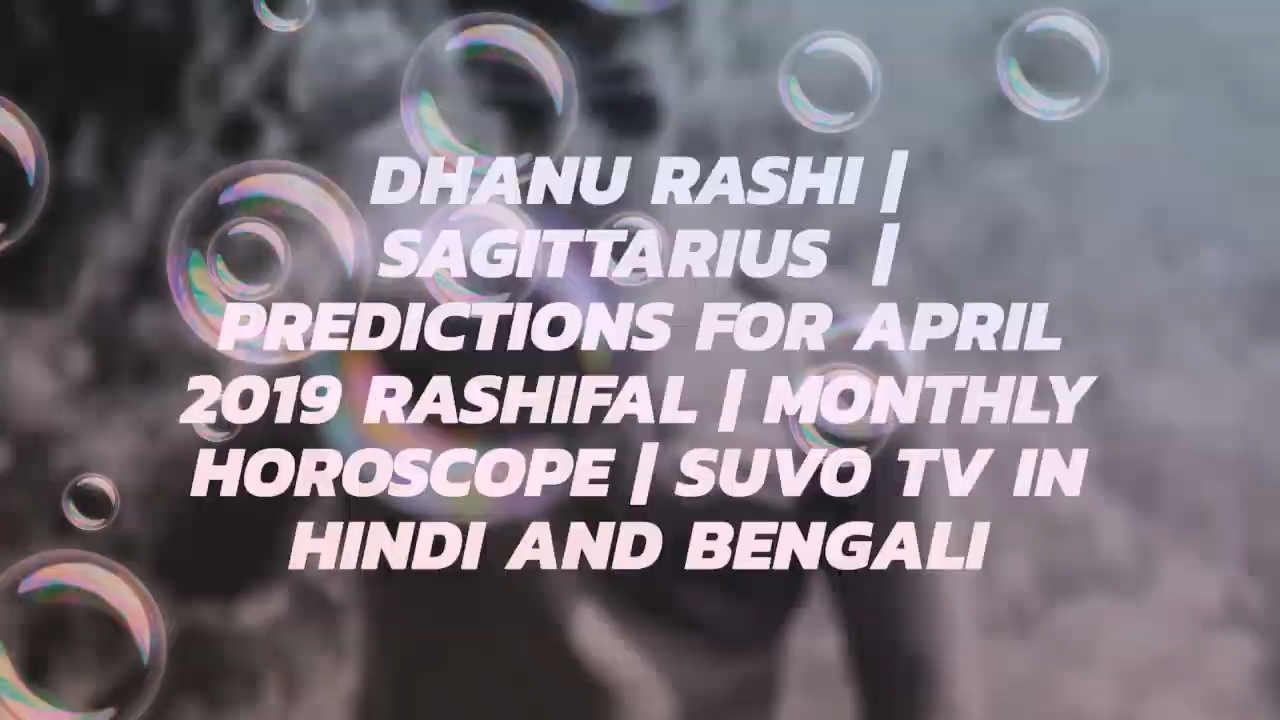 DHANU RASHI |
SAGITTARIUS |
PREDICTIONS FOR APRIL
2019 RASHIFAL | MONTHLY
HOROSCOPE | SUVO TV IN
HINDI AND BENGALI